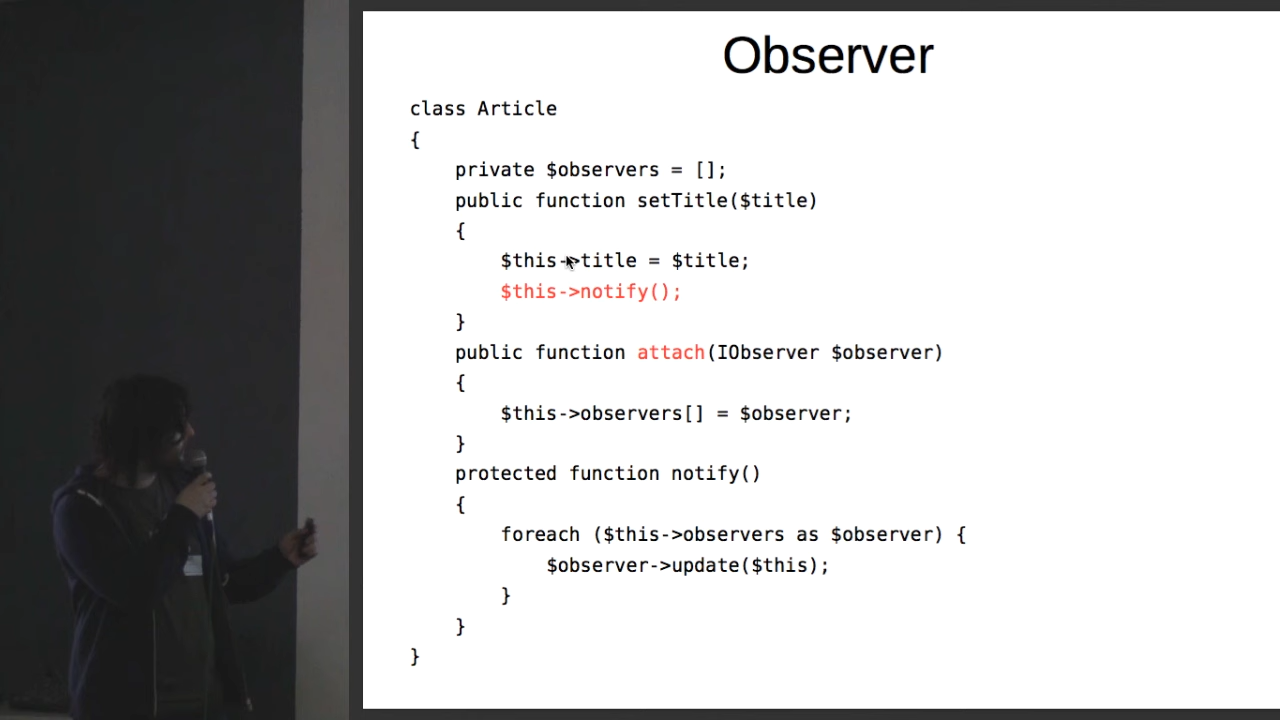 Observer
class Article
{
    private $observers = [];
    public function setTitle($title)
    {
        $this->title = $title;
        $this->notify();
    }
    public function attach(IObserver $observer)
    {
        $this->observers[] = $observer;
    }
    protected function notify()
    {
        foreach ($this->observers as $observer) {
            $observer->update($this);
        }
    }
}